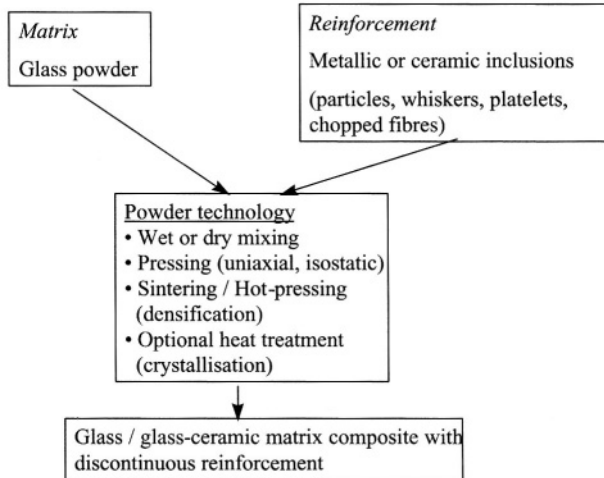 Matrix
Glass powder
Reinforcement
Metallic or ceramic inclusions
(particles, whiskers, platelets,
chopped fibres)
Powder technology
• Wet or dry mixing
• Pressing (uniaxial, isostatic)
• Sintering / Hot-pressing
(densification)
• Optional heat treatment
(crystallisation)
Glass / glass-ceramic matrix composite with
discontinuous reinforcement